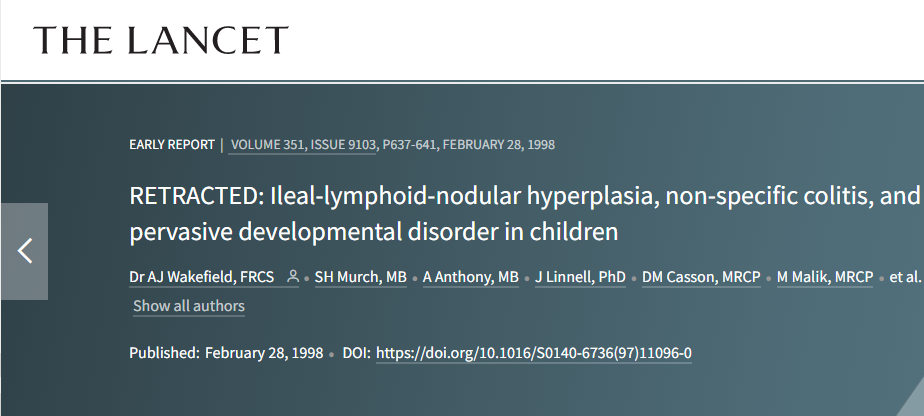 THE LANCET
EARLY REPORT | VOLUME 351, ISSUE 9103, P637-641, FEBRUARY 28, 1998
RETRACTED: Ileal-lymphoid-nodular hyperplasia, non-specific colitis, and
pervasive developmental disorder in children
Dr AJ Wakefield, FRCS • SH Murch, MB • A Anthony, MB • J Linnell, PhD • DM Casson, MRCP • M Malik, MRCP • et al.
Show all authors
Published: February 28, 1998 • DOI: https://doi.org/10.1016/S0140-6736(97)11096-0